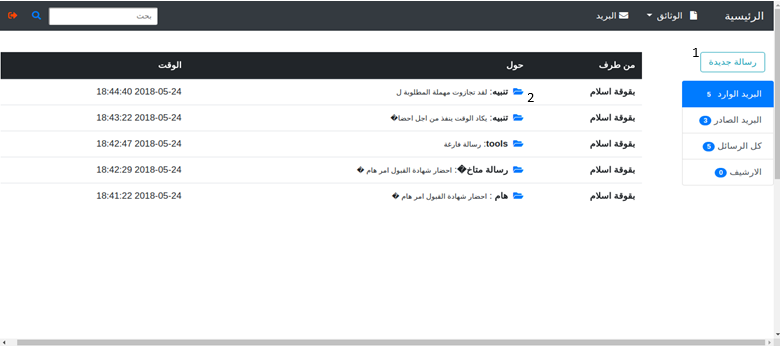 الرئيسية الوثائق البريد بحث
1
رسالة جديدة
من طرف حول الوقت
البريد الوارد 5
بقوقة اسلام تنبيه: لقد تجازوت مهملة المطلوبة ل 2018-05-24 18:44:40
2
البريد الصادر 3
بقوقة اسلام تنبيه: يكاد الوقت ينفذ من اجل احضا� 2018-05-24 18:43:22
كل الرسائل 5
بقوقة اسلام tools: رسالة فارغة 2018-05-24 18:42:47
الارشيف 0
بقوقة اسلام رسالة متاخ�: احضار شهادة القبول امر هام � 2018-05-24 18:42:29
بقوقة اسلام هام : احضار شهادة القبول امر هام � 2018-05-24 18:41:22